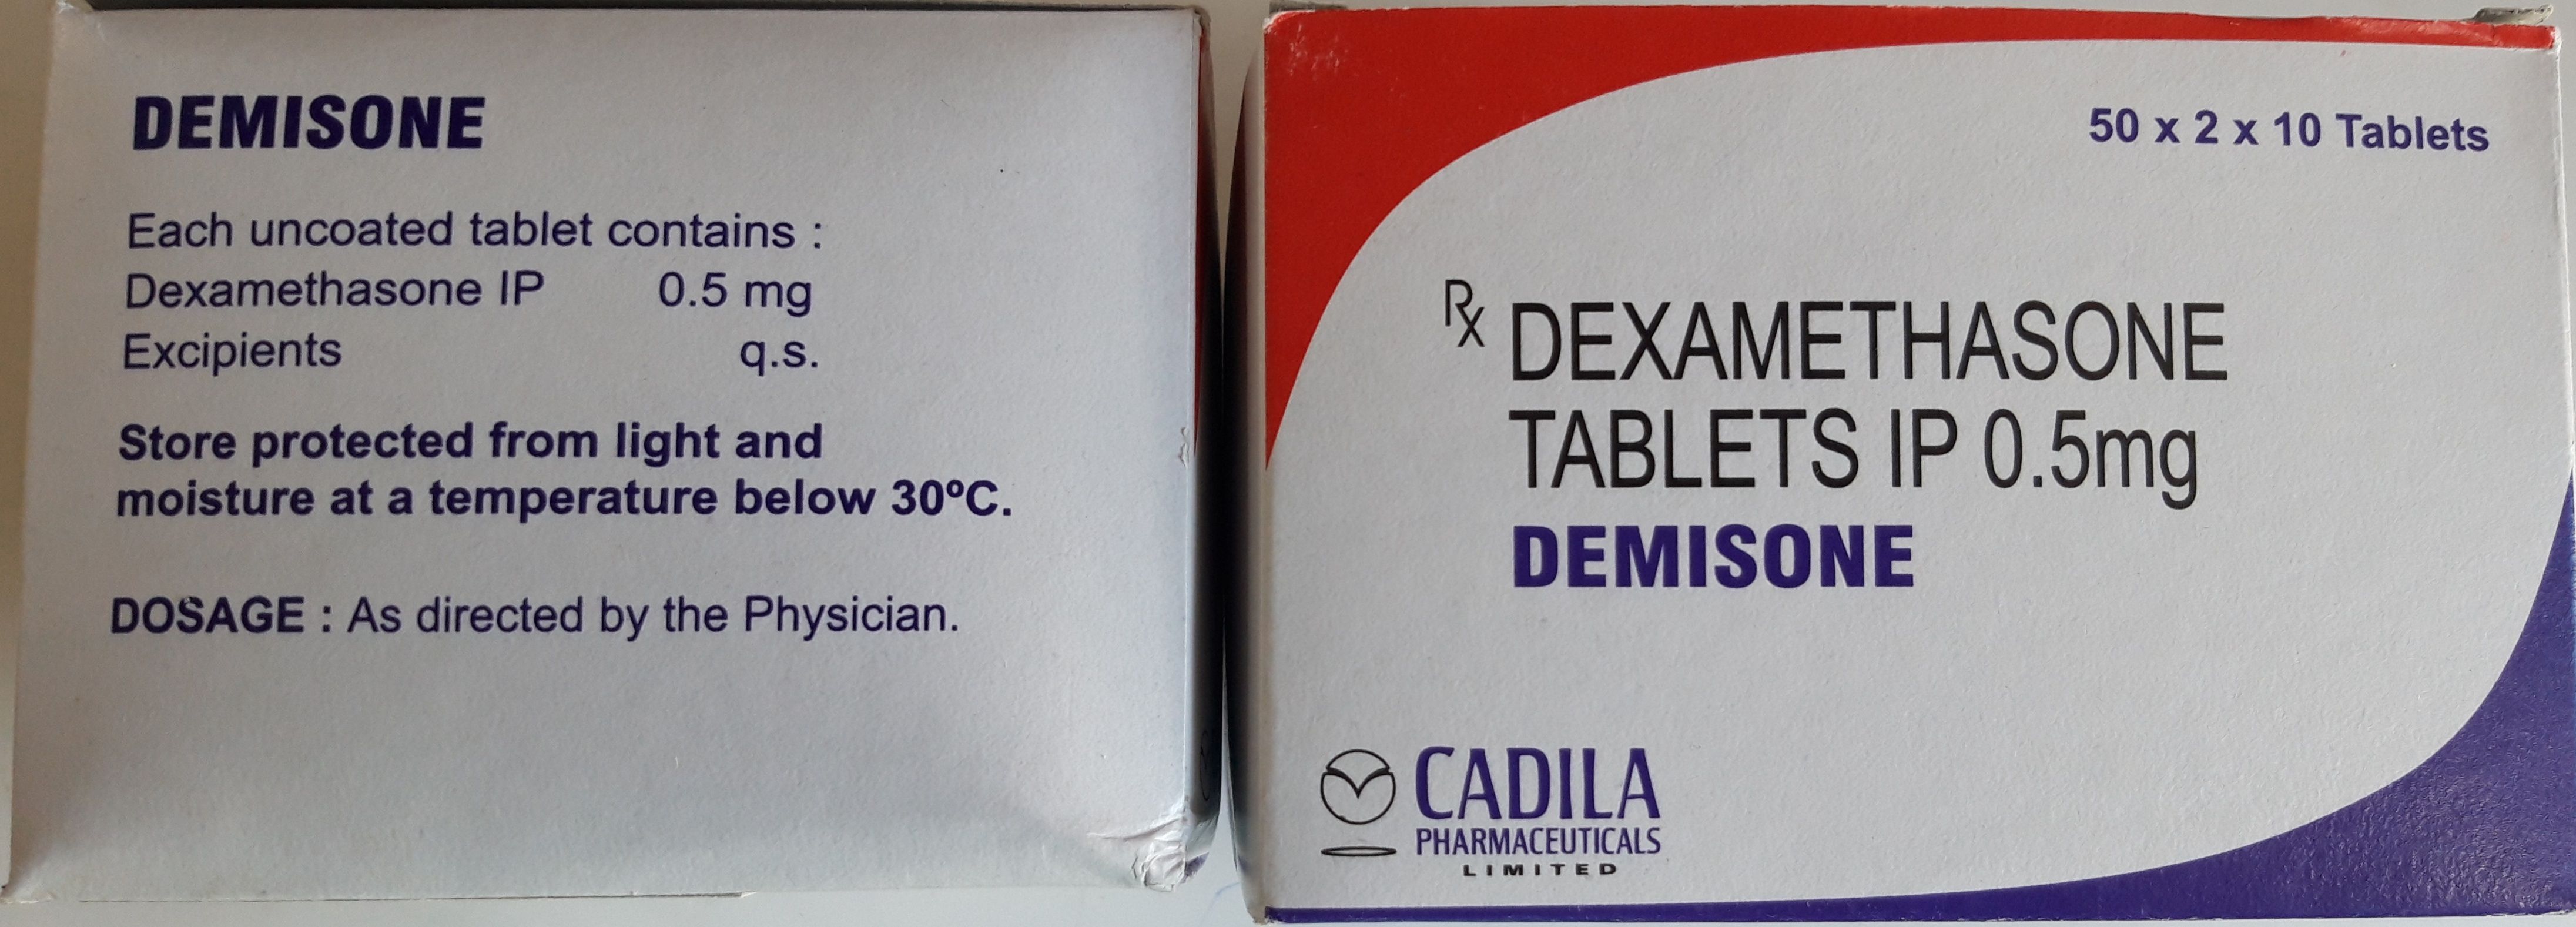 DEMISONE
Each uncoated tablet contains :
Dexamethasone IP 0.5 mg
Excipients q.s.
Store protected from light and
moisture at a temperature below 30ºC.
DOSAGE : As directed by the Physician.
50 x 2 x 10 Tablets
Rx DEXAMETHASONE
TABLETS IP 0.5mg
DEMISONE
CADILA
PHARMACEUTICALS
LIMITED